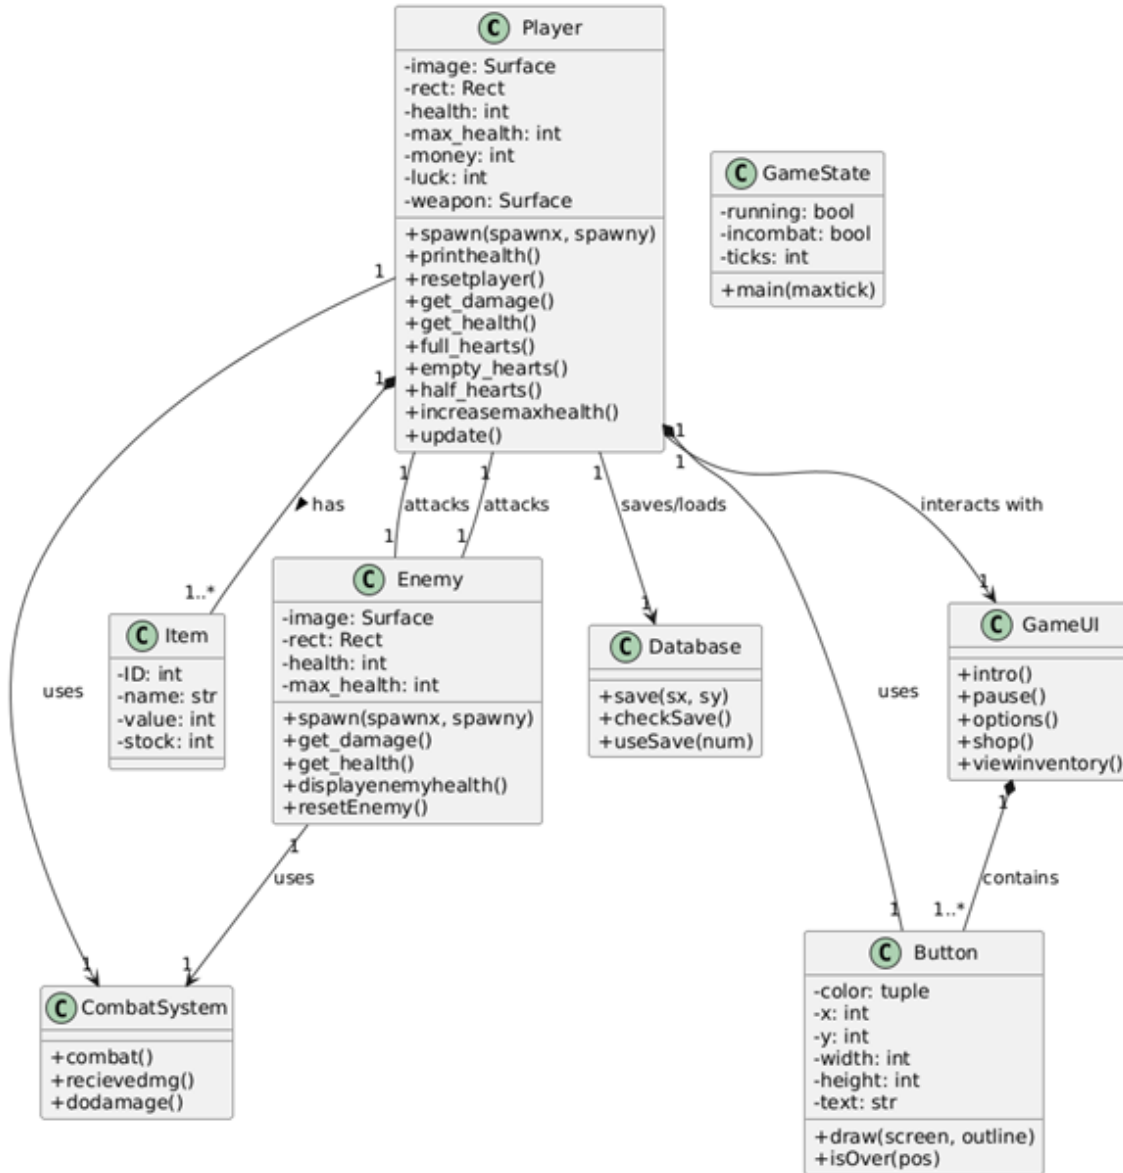 C Player
-image: Surface
-rect: Rect
-health: int
-max_health: int
-money: int
-luck: int
-weapon: Surface
+spawn(spawnx, spawny)
+printhealth()
+resetplayer()
+get_damage()
+get_health()
+full_hearts()
+empty_hearts()
+half_hearts()
+increasemaxhealth()
+update()
C GameState
-running: bool
-incombat: bool
-ticks: int
+main(maxtick)
1
1
1
1
1
1
1
has
attacks
attacks
saves/loads
interacts with
1
1
1..*
1
1
C Item
-ID: int
-name: str
-value: int
-stock: int
C Enemy
-image: Surface
-rect: Rect
-health: int
-max_health: int
+spawn(spawnx, spawny)
+get_damage()
+get_health()
+displayenemyhealth()
+resetEnemy()
C Database
+save(sx, sy)
+checkSave()
+useSave(num)
C GameUI
+intro()
+pause()
+options()
+shop()
+viewinventory()
uses
uses
1
1
uses
contains
1
1
1
1..*
C CombatSystem
+combat()
+recievedmg()
+dodamage()
C Button
-color: tuple
-x: int
-y: int
-width: int
-height: int
-text: str
+draw(screen, outline)
+isOver(pos)